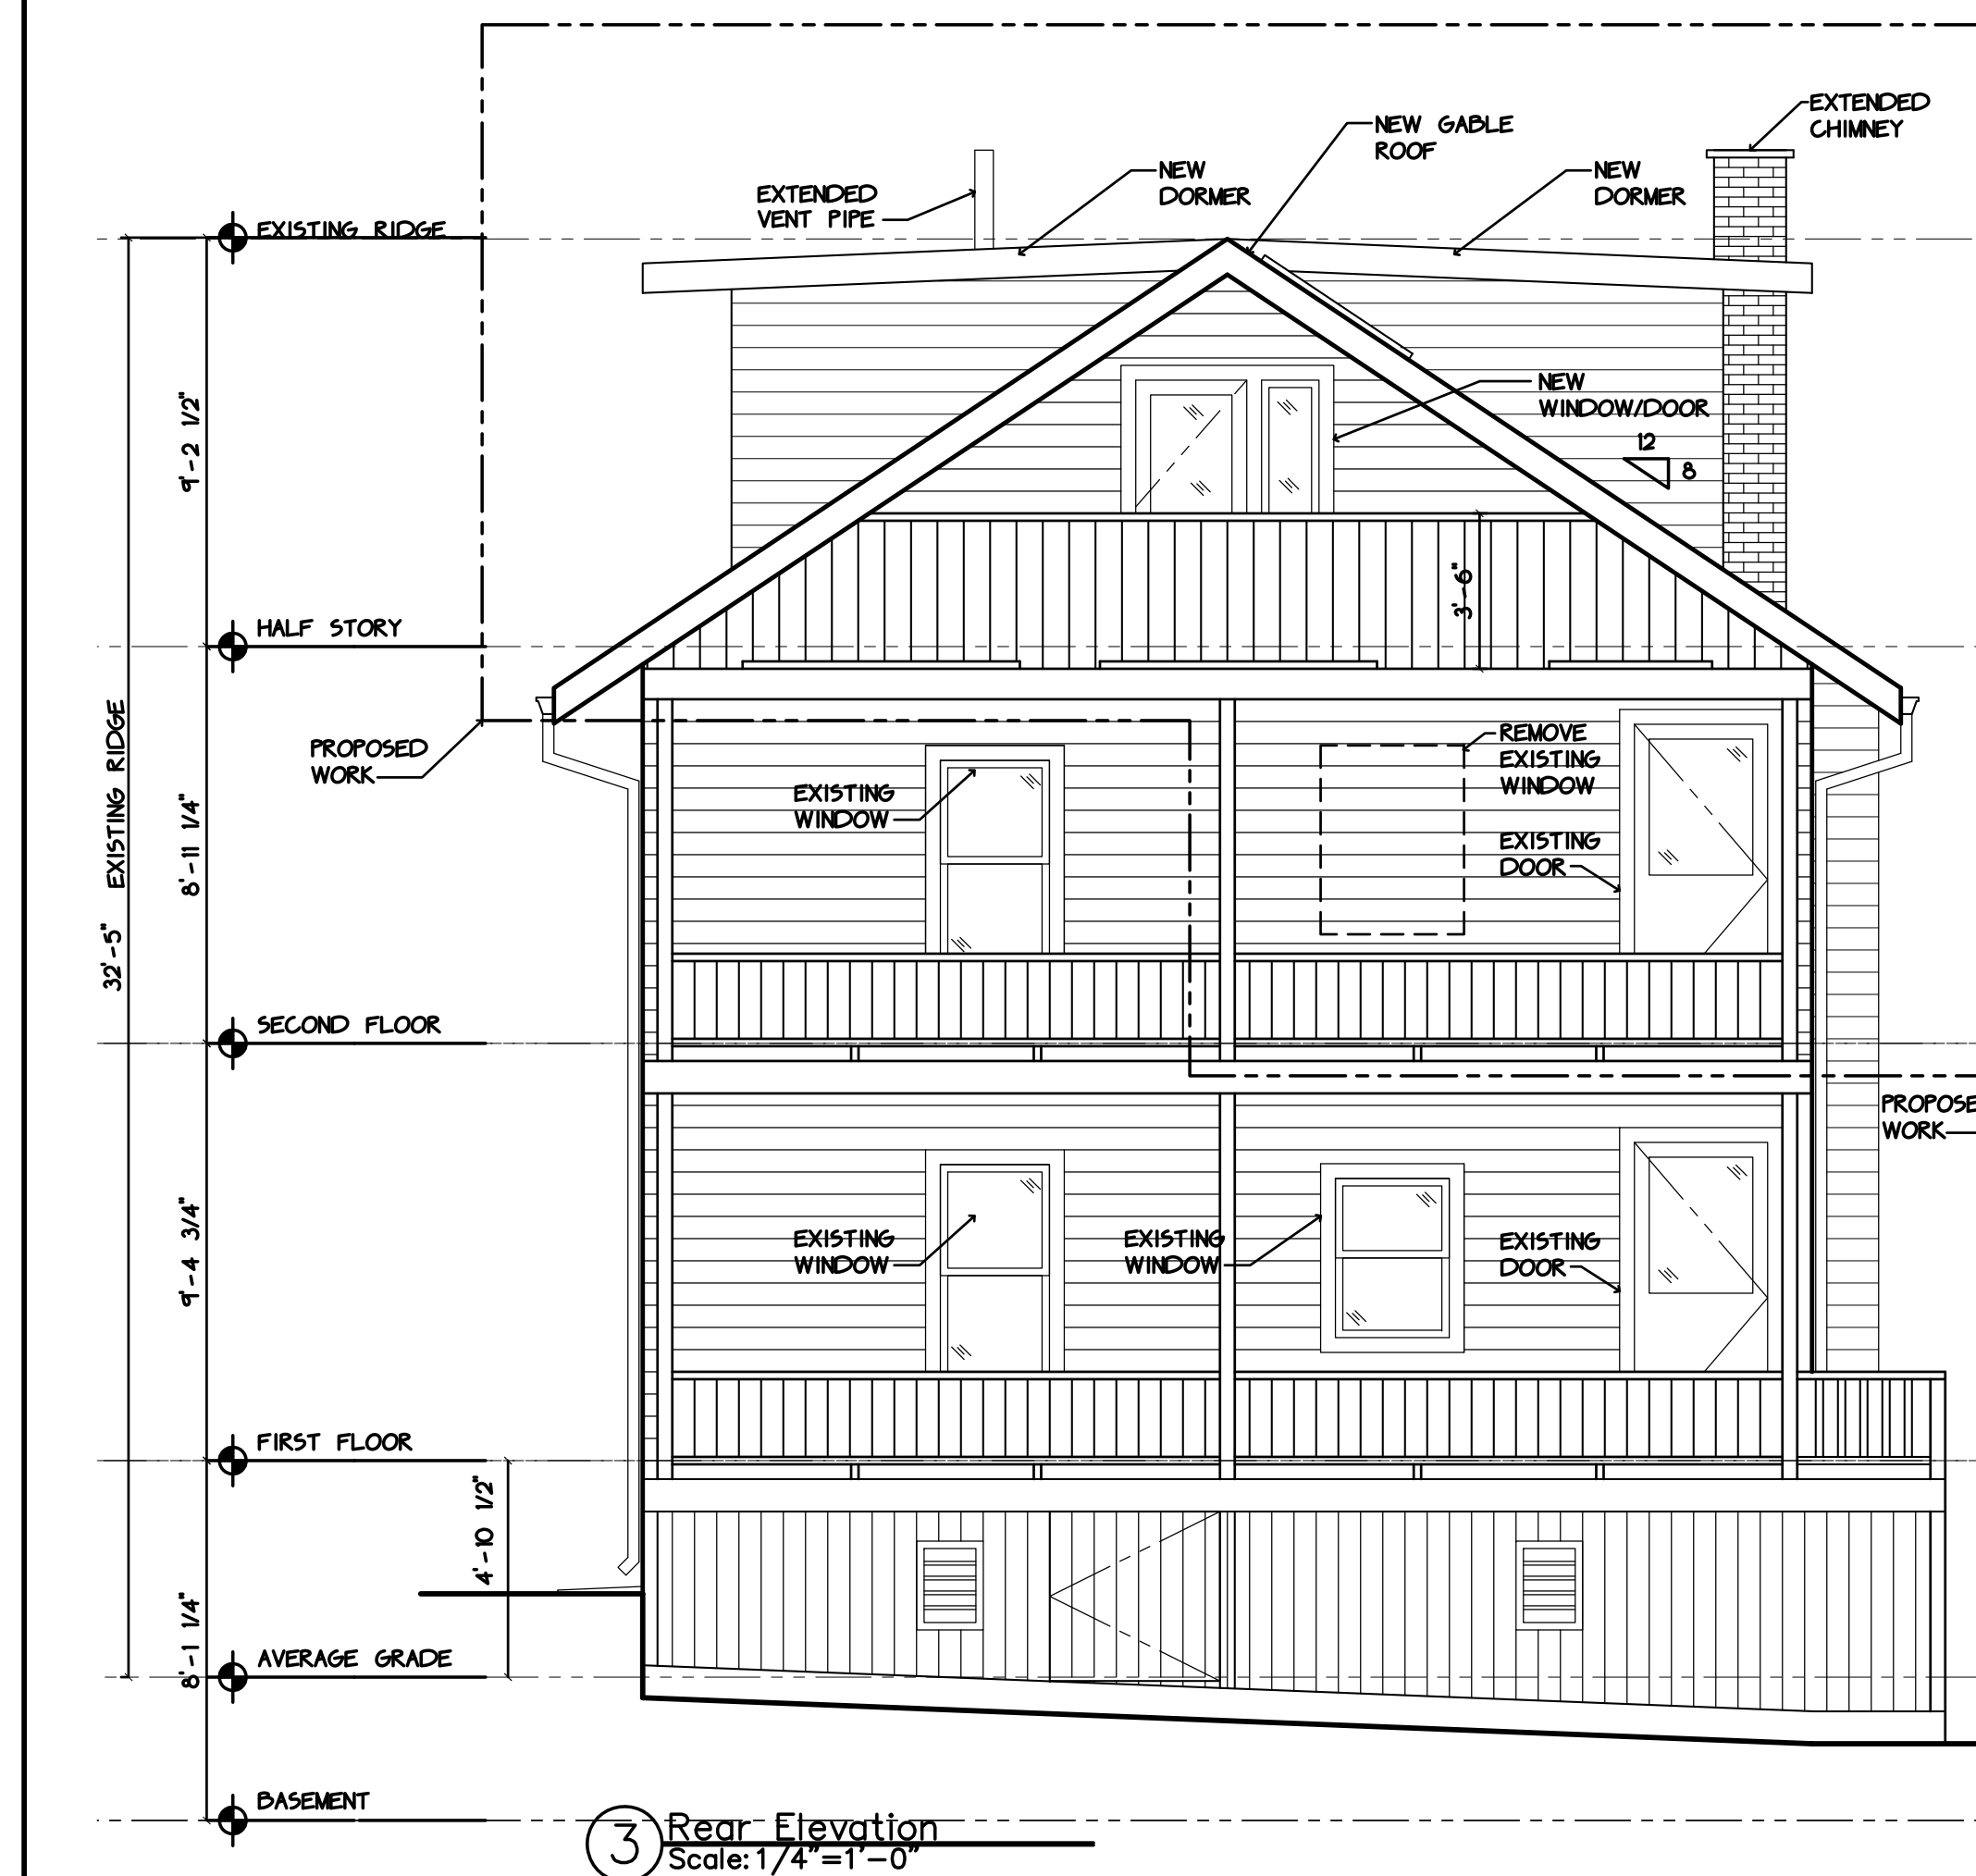 EXTENDED
CHIMNEY
NEW GABLE
ROOF
NEW
DORMER
NEW
DORMER
EXTENDED
VENT PIPE
EXISTING RIDGE
NEW
WINDOW/DOOR
12
8
9'-2 1/2"
3'-6"
HALF STORY
PROPOSED
WORK
REMOVE
EXISTING
WINDOW
EXISTING
WINDOW
EXISTING
DOOR
32'-5" EXISTING RIDGE
8'-11 1/4"
SECOND FLOOR
PROPOSE
WORK
9'-4 3/4"
EXISTING
WINDOW
EXISTING
WINDOW
EXISTING
DOOR
FIRST FLOOR
4'-10 1/2"
8'-1 1/4"
AVERAGE GRADE
BASEMENT
3
Rear Elevation
Scale: 1/4"=1'-0"